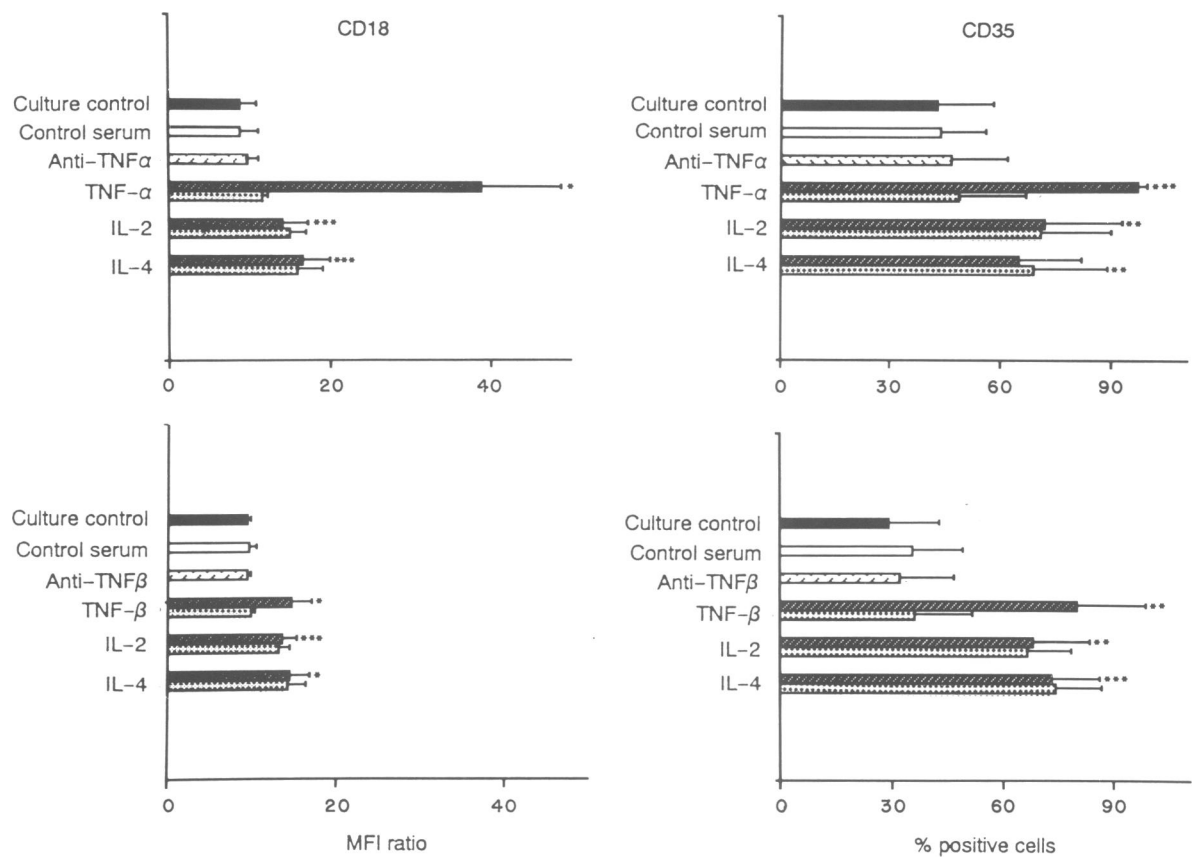 CD18
Culture control
Control serum
Anti-TNFα
TNF-α
*
IL-2
***
IL-4
***
0 20 40
CD35
Culture control
Control serum
Anti-TNFα
TNF-α
***
IL-2
**
IL-4
**
0 30 60 90
Culture control
Control serum
Anti-TNFβ
TNF-β
*
IL-2
***
IL-4
**
0 20 40
MFI ratio
Culture control
Control serum
Anti-TNFβ
TNF-β
**
IL-2
**
IL-4
***
0 30 60 90
% positive cells